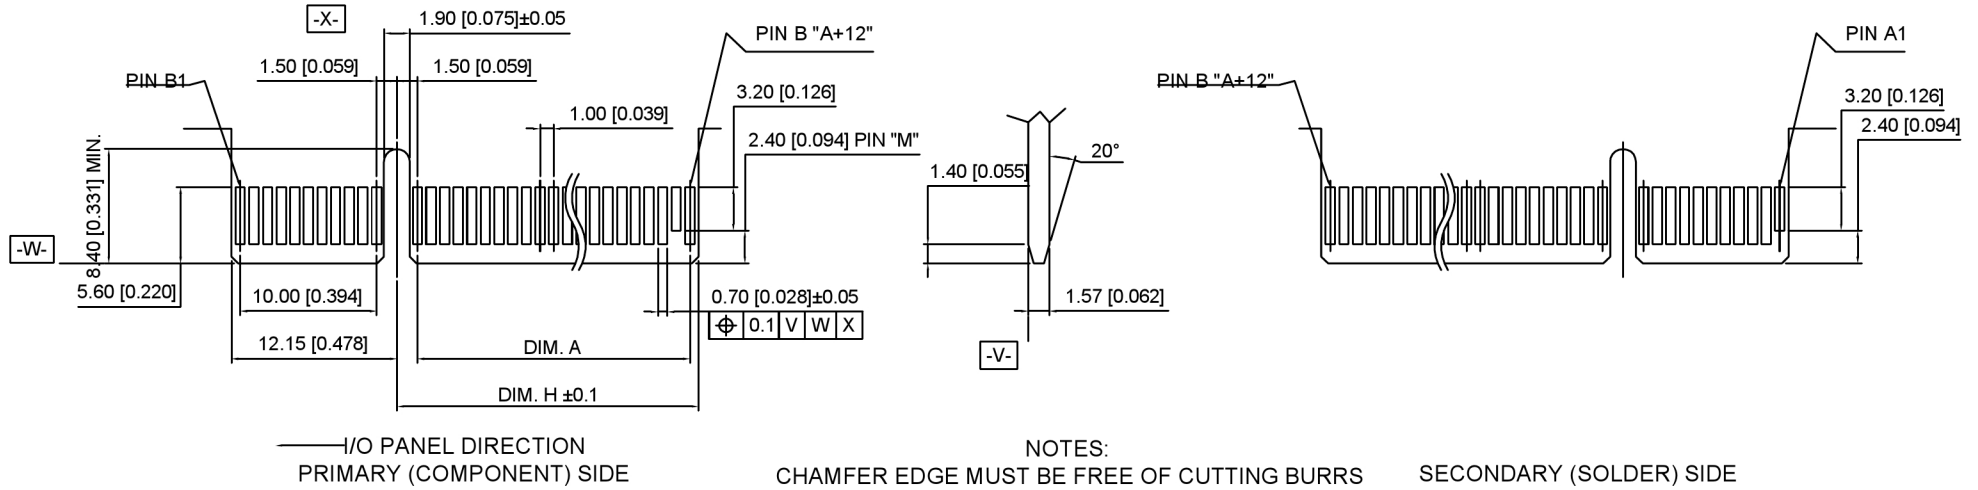 -X-
1.90 [0.075]±0.05
PIN B "A+12"
PIN A1
1.50 [0.059]
1.50 [0.059]
PIN B1
PIN B "A+12"
3.20 [0.126]
3.20 [0.126]
1.00 [0.039]
2.40 [0.094] PIN "M"
2.40 [0.094]
20°
8.40 [0.331] MIN.
1.40 [0.055]
-W-
5.60 [0.220]
10.00 [0.394]
0.70 [0.028]±0.05
1.57 [0.062]
⌖ 0.1 V W X
12.15 [0.478]
DIM. A
-V-
DIM. H ±0.1
I/O PANEL DIRECTION
PRIMARY (COMPONENT) SIDE
NOTES:
CHAMFER EDGE MUST BE FREE OF CUTTING BURRS
SECONDARY (SOLDER) SIDE